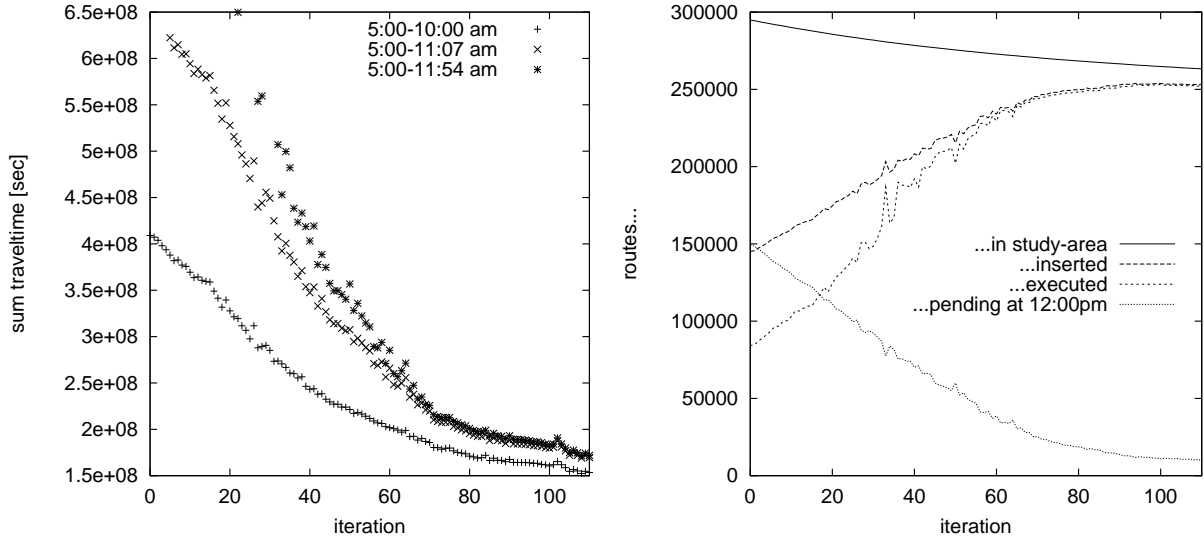 6.5e+08
6e+08
5.5e+08
5e+08
4.5e+08
4e+08
3.5e+08
3e+08
2.5e+08
2e+08
1.5e+08
0 20 40 60 80 100
iteration
sum traveltime [sec]
5:00-10:00 am
5:00-11:07 am
5:00-11:54 am
300000
250000
200000
150000
100000
50000
0
0 20 40 60 80 100
iteration
routes...
...in study-area
...inserted
...executed
...pending at 12:00pm